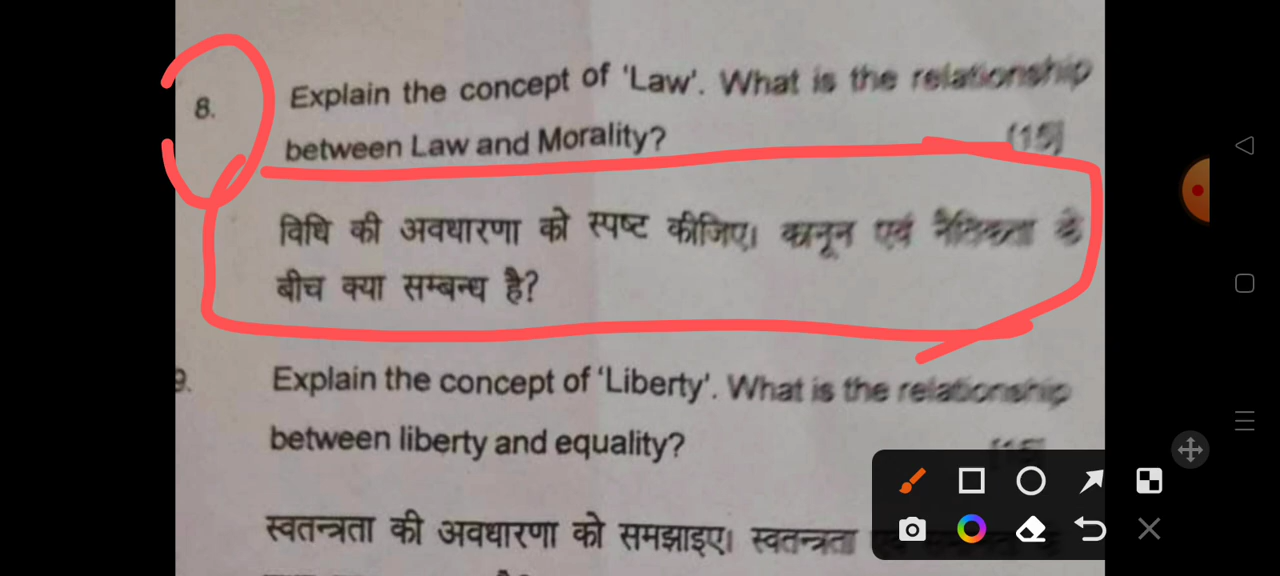 8. Explain the concept of 'Law'. What is the relationship
between Law and Morality? (15)
विधि की अवधारणा को स्पष्ट कीजिए। कानून एवं नैतिकता के
बीच क्या सम्बन्ध है?
9. Explain the concept of 'Liberty'. What is the relationship
between liberty and equality?
स्वतन्त्रता की अवधारणा को समझाइए। स्वतन्त्रता